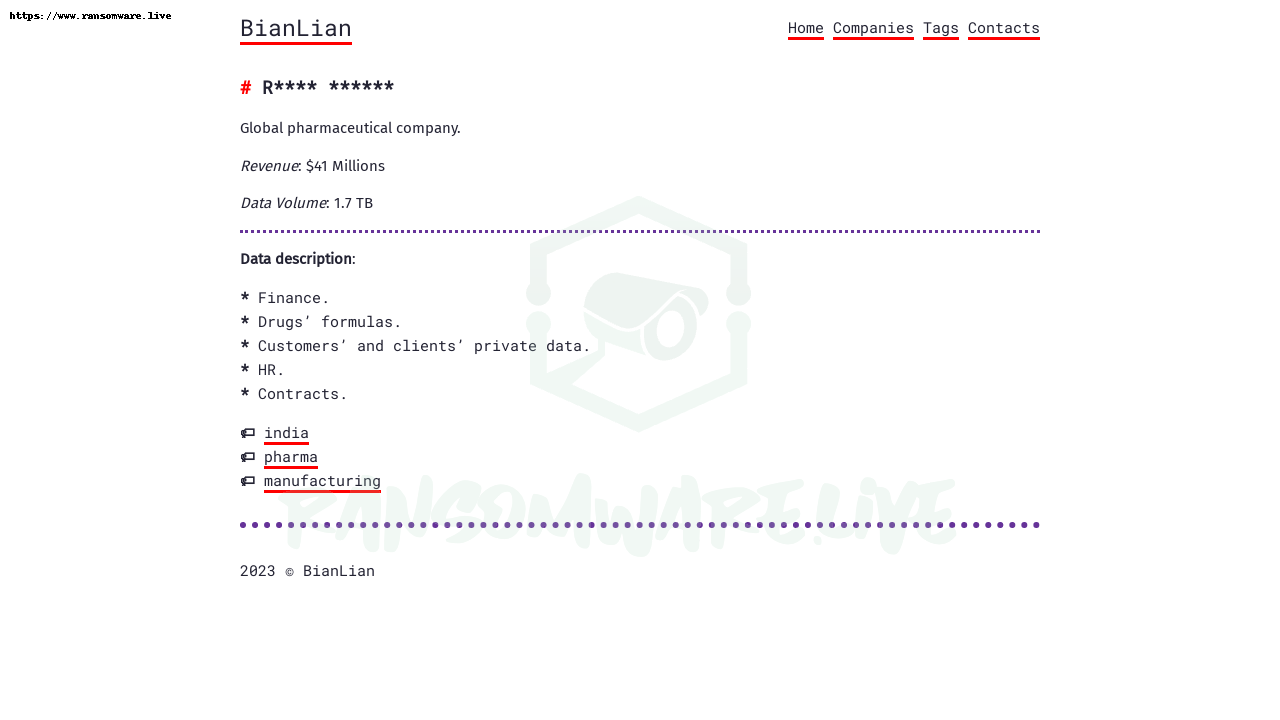 https://www.ransomware.live
BianLian
Home Companies Tags Contacts
# R**** ******
Global pharmaceutical company.
Revenue: $41 Millions
Data Volume: 1.7 TB
Data description:
* Finance.
* Drugs’ formulas.
* Customers’ and clients’ private data.
* HR.
* Contracts.
india
pharma
manufacturing
RANSOMWARE.LIVE
2023 © BianLian